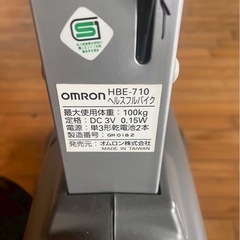 OMRON HBE-710
ヘルスフルバイク
最大使用体重：100kg
定格：DC 3V 0.15W
電源：単3形乾電池2本
製造番号：GH0182
発売元：オムロン株式会社
MADE IN TAIWAN